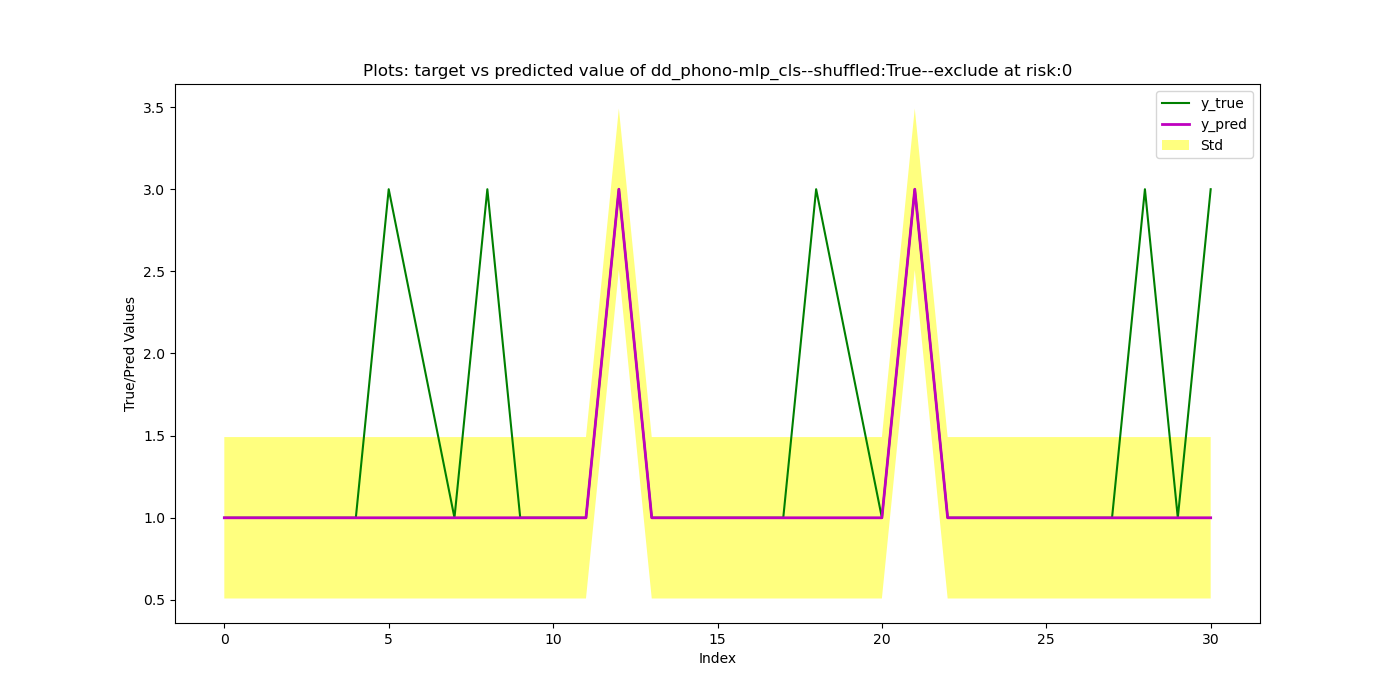 Plots: target vs predicted value of dd_phono-mlp_cls--shuffled:True--exclude at risk:0
y_true
y_pred
Std
True/Pred Values
3.5
3.0
2.5
2.0
1.5
1.0
0.5
0 5 10 15 20 25 30
Index